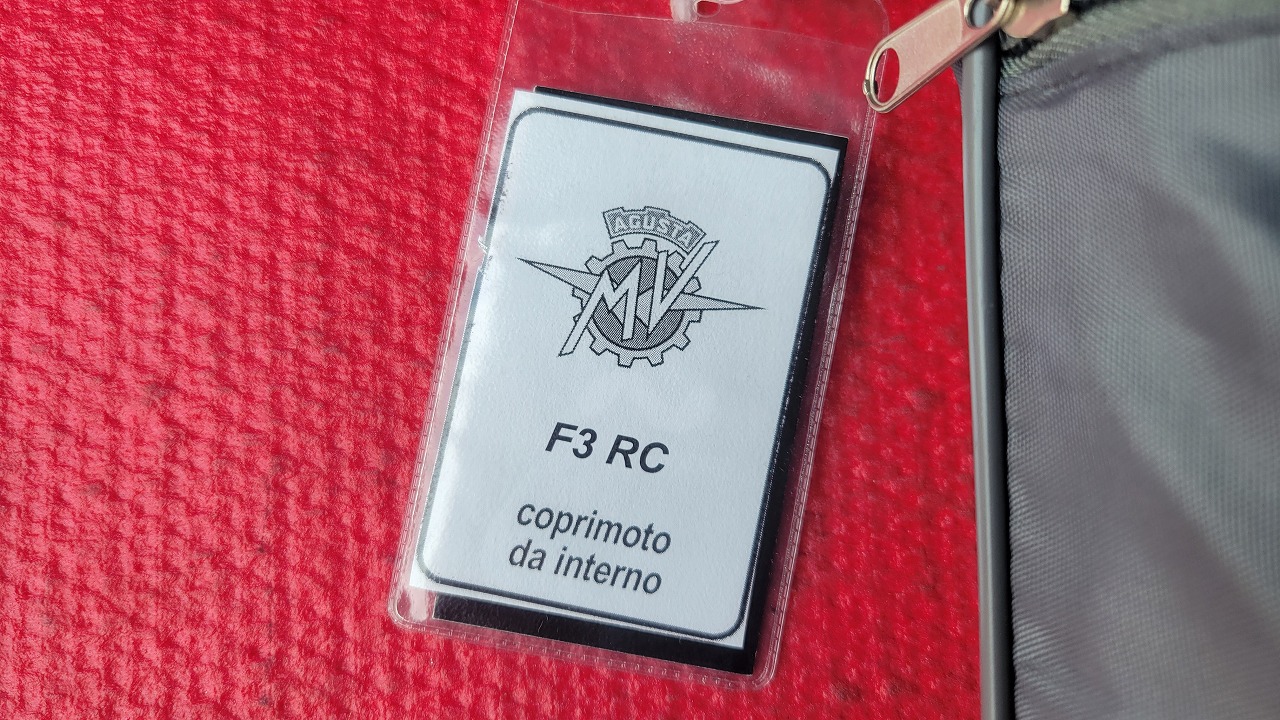 AGUSTA
MV
F3 RC
coprimoto
da interno